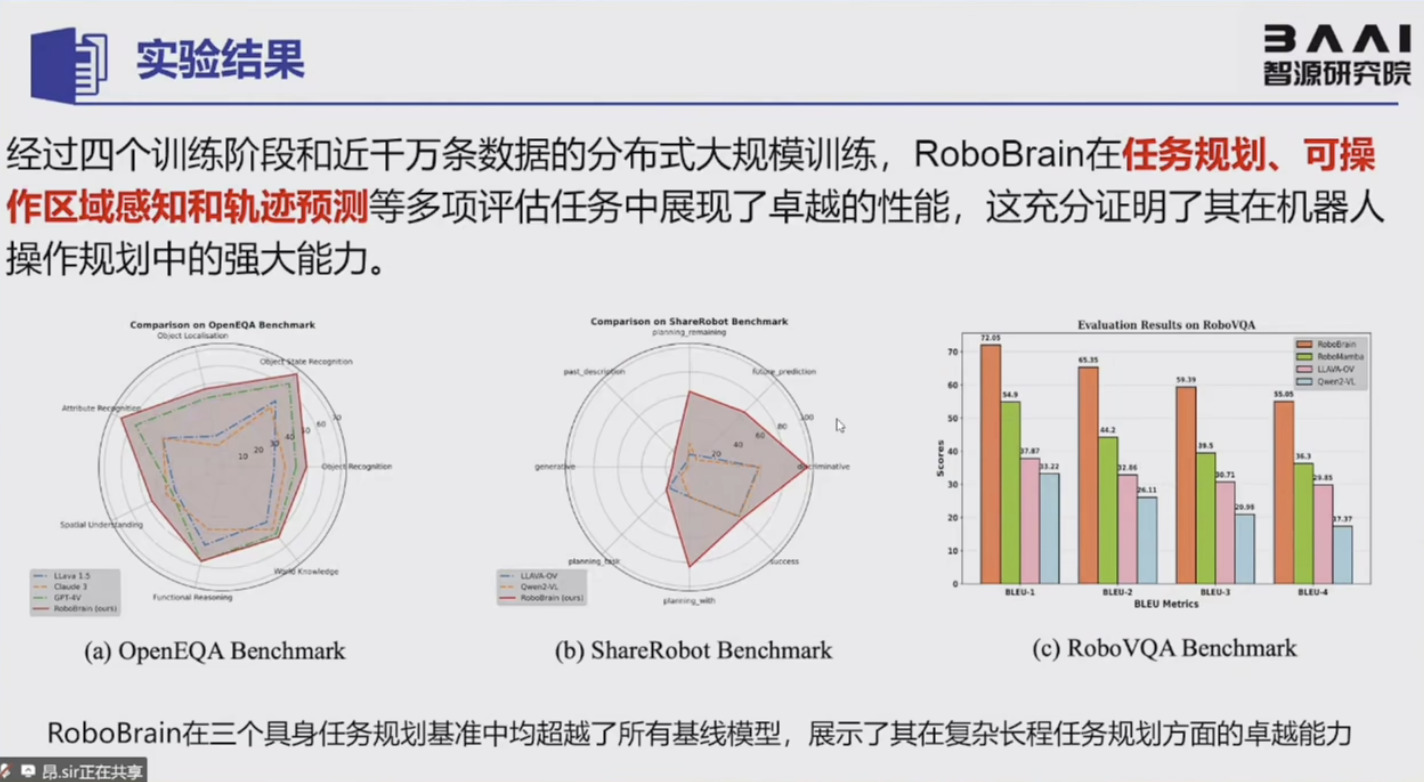 实验结果
BAAI
智源研究院
经过四个训练阶段和近千万条数据的分布式大规模训练，RoboBrain在任务规划、可操
作区域感知和轨迹预测等多项评估任务中展现了卓越的性能，这充分证明了其在机器人
操作规划中的强大能力。
Comparison on OpenEQA Benchmark
Object Localisation
Object State Recognition
Attribute Recognition
10 20 30 40 50 60 70
Object Recognition
Spatial Understanding
World Knowledge
Functional Reasoning
LLava 1.5
Claude 3
GPT-4V
RoboBrain (ours)
(a) OpenEQA Benchmark
Comparison on ShareRobot Benchmark
planning_remaining
past_description
future_prediction
20 40 60 80 100
generative
discriminative
planning_task
success
planning_with
LLAVA-OV
Qwen2-VL
RoboBrain (ours)
(b) ShareRobot Benchmark
Evaluation Results on RoboVQA
RoboBrain
RoboMamba
LLAVA-OV
Qwen2-VL
Scores
70
60
50
40
30
20
10
0
72.05 54.9 37.87 33.22
65.35 44.2 32.86 26.11
59.39 39.5 30.71 20.98
55.05 36.3 29.85 17.37
BLEU-1 BLEU-2 BLEU-3 BLEU-4
BLEU Metrics
(c) RoboVQA Benchmark
RoboBrain在三个具身任务规划基准中均超越了所有基线模型，展示了其在复杂长程任务规划方面的卓越能力
昂.sir正在共享